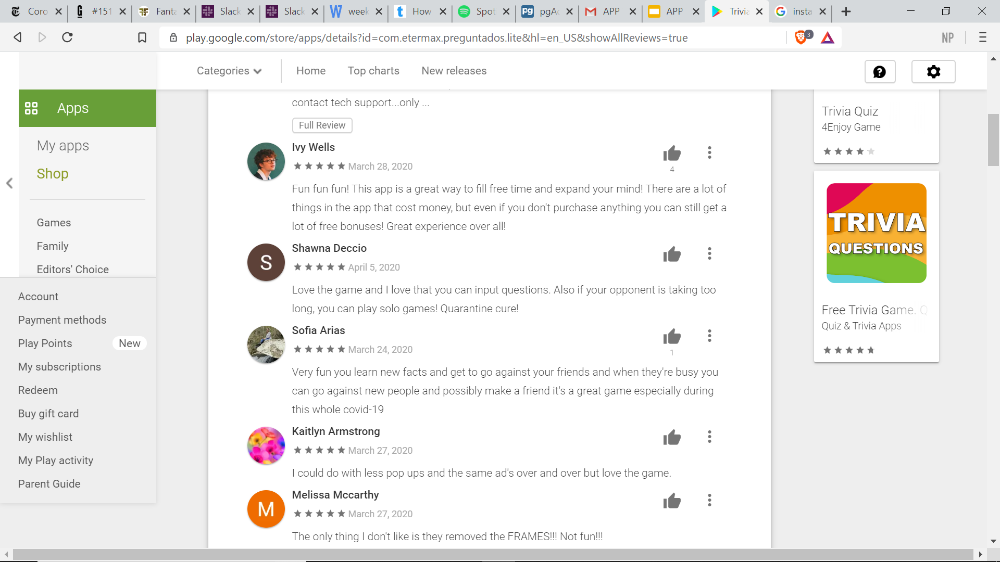 Coro
#151
Fanta
Slack
Slack
week
How
Spot
pgAc
APP
APP
Trivia
insta
play.google.com/store/apps/details?id=com.etermax.preguntados.lite&hl=en_US&showAllReviews=true
3
NP
Categories
Home
Top charts
New releases
Apps
My apps
Shop
Games
Family
Editors' Choice
Account
Payment methods
Play Points New
My subscriptions
Redeem
Buy gift card
My wishlist
My Play activity
Parent Guide
contact tech support...only ...
Full Review
Ivy Wells
March 28, 2020
4
Fun fun fun! This app is a great way to fill free time and expand your mind! There are a lot of
things in the app that cost money, but even if you don't purchase anything you can still get a
lot of free bonuses! Great experience over all!
S
Shawna Deccio
April 5, 2020
Love the game and I love that you can input questions. Also if your opponent is taking too
long, you can play solo games! Quarantine cure!
Sofia Arias
March 24, 2020
1
Very fun you learn new facts and get to go against your friends and when they're busy you
can go against new people and possibly make a friend it's a great game especially during
this whole covid-19
Kaitlyn Armstrong
March 27, 2020
I could do with less pop ups and the same ad's over and over but love the game.
M
Melissa Mccarthy
March 27, 2020
The only thing I don't like is they removed the FRAMES!!! Not fun!!!
Trivia Quiz
4Enjoy Game
TRIVIA
QUESTIONS
Free Trivia Game. Q
Quiz & Trivia Apps